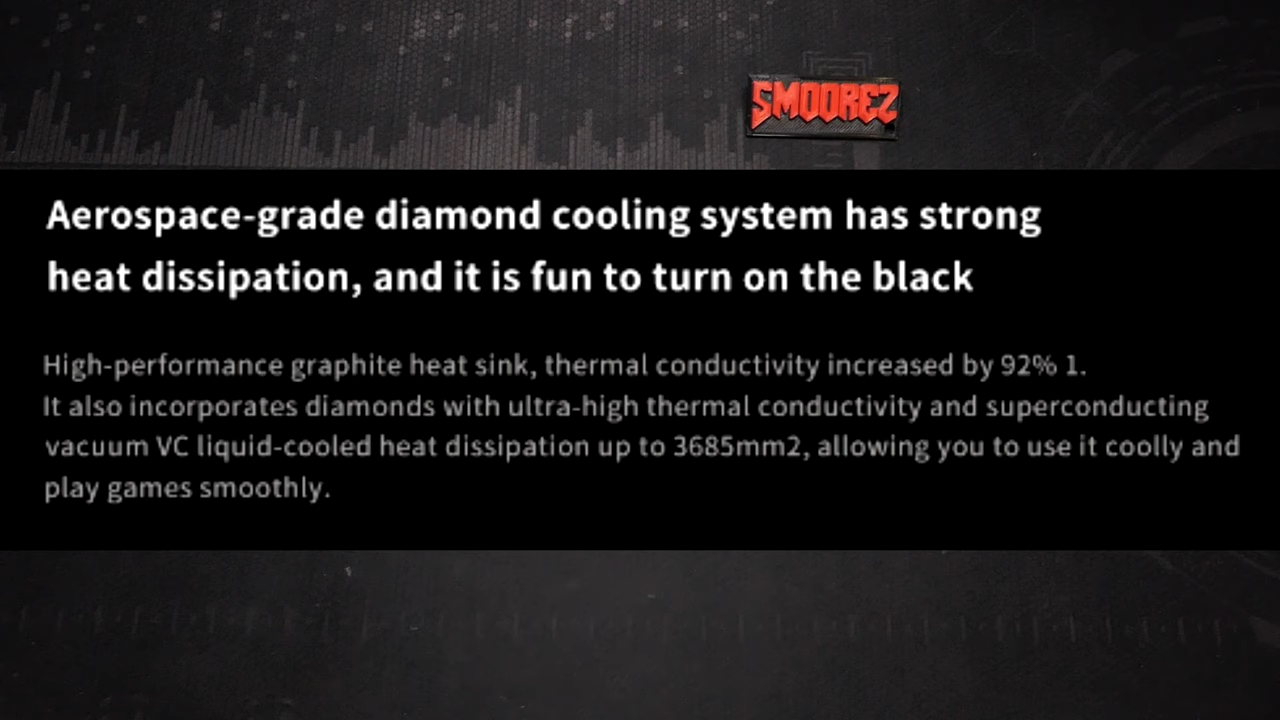 SMOOREZ
Aerospace-grade diamond cooling system has strong
heat dissipation, and it is fun to turn on the black
High-performance graphite heat sink, thermal conductivity increased by 92% 1.
It also incorporates diamonds with ultra-high thermal conductivity and superconducting
vacuum VC liquid-cooled heat dissipation up to 3685mm2, allowing you to use it coolly and
play games smoothly.